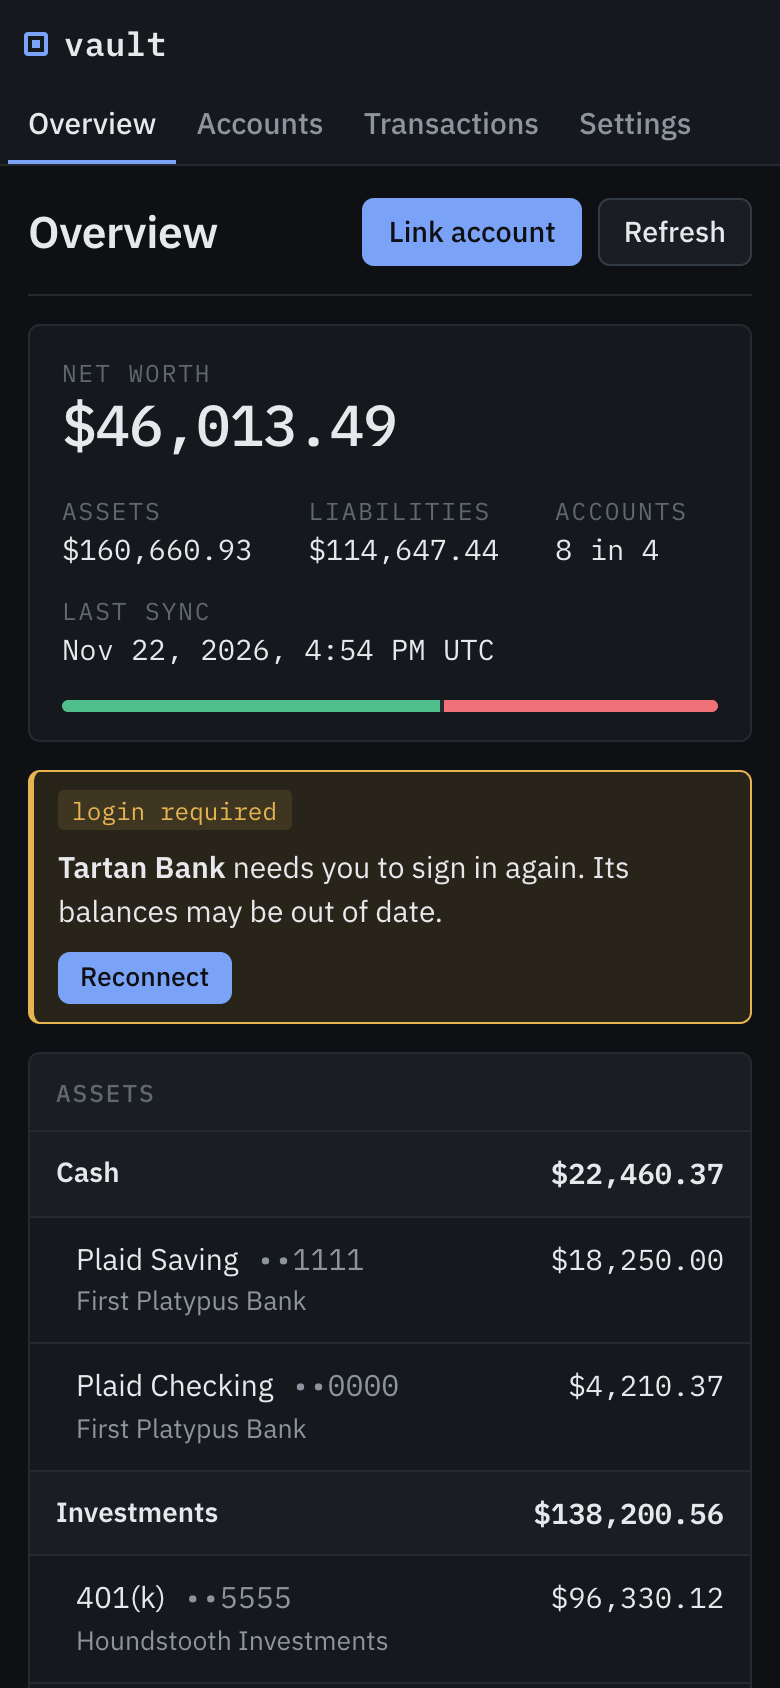 vault
Overview Accounts Transactions Settings
Overview Link account Refresh
NET WORTH
$46,013.49
ASSETS LIABILITIES ACCOUNTS
$160,660.93 $114,647.44 8 in 4
LAST SYNC
Nov 22, 2026, 4:54 PM UTC
login required
Tartan Bank needs you to sign in again. Its
balances may be out of date.
Reconnect
ASSETS
Cash $22,460.37
Plaid Saving ••1111 $18,250.00
First Platypus Bank
Plaid Checking ••0000 $4,210.37
First Platypus Bank
Investments $138,200.56
401(k) ••5555 $96,330.12
Houndstooth Investments